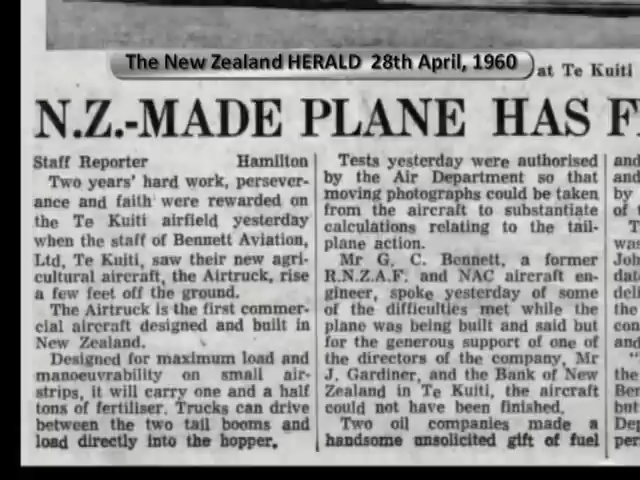 The New Zealand HERALD 28th April, 1960
at Te Kuiti
N.Z.-MADE PLANE HAS F
Staff Reporter Hamilton
Two years' hard work, persever-
ance and faith were rewarded on
the Te Kuiti airfield yesterday
when the staff of Bennett Aviation,
Ltd, Te Kuiti, saw their new agri-
cultural aircraft, the Airtruck, rise
a few feet off the ground.
The Airtruck is the first commer-
cial aircraft designed and built in
New Zealand.
Designed for maximum load and
manoeuvrability on small air-
strips, it will carry one and a half
tons of fertiliser. Trucks can drive
between the two tail booms and
load directly into the hopper.
Tests yesterday were authorised
by the Air Department so that
moving photographs could be taken
from the aircraft to substantiate
calculations relating to the tail-
plane action.
Mr G. C. Bennett, a former
R.N.Z.A.F. and NAC aircraft en-
gineer, spoke yesterday of some
of the difficulties met while the
plane was being built and said but
for the generous support of one of
the directors of the company, Mr
J. Gardiner, and the Bank of New
Zealand in Te Kuiti, the aircraft
could not have been finished.
Two oil companies made a
handsome unsolicited gift of fuel
and
and
by
of
T
was
Joh
dat
deli
the
con
and
"
the
Ben
but
Dep
per